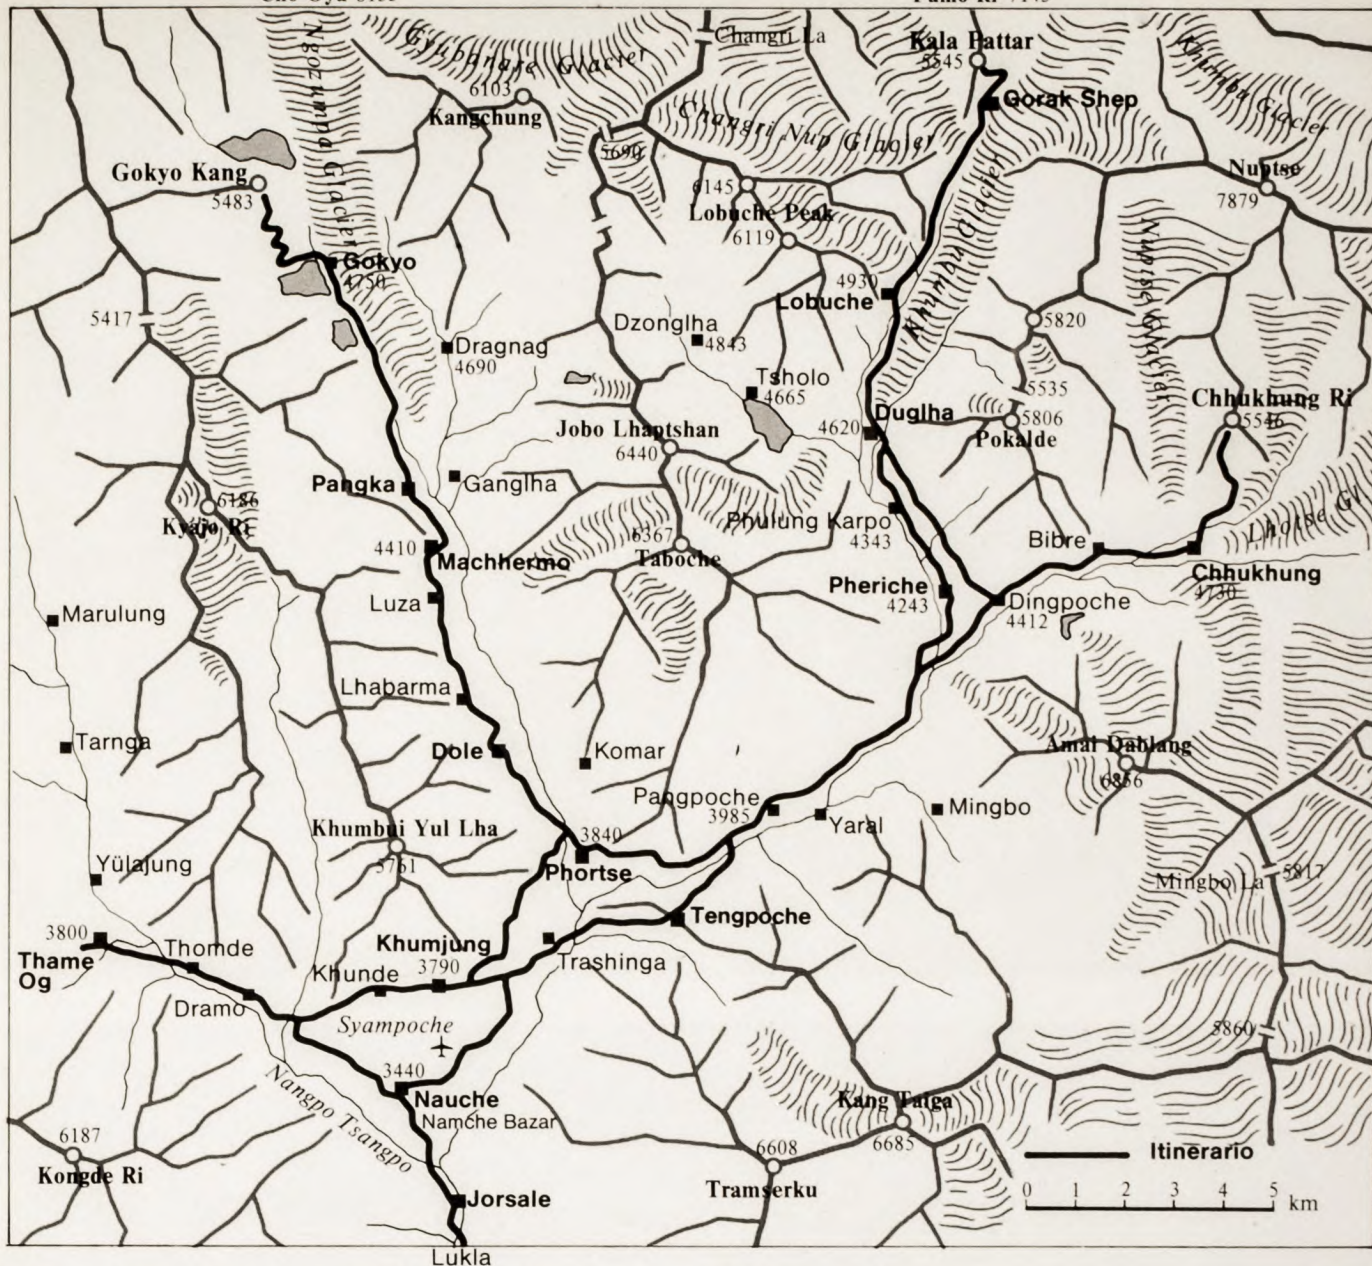 Changri La
Gyubanare Glacier
Ngozumpa Glacier
Kala Pattar
5545
Khumbu Glacier
6103
Kangchung
Gorak Shep
Changri Nup Glacier
5690
Gokyo Kang
5483
6145
Lobuche Peak
6119
Nuptse
7879
Gokyo
4750
4930
Lobuche
Khumbu Glacier
Nuptse Glacier
5417
Dragnag
4690
Dzonglha
4843
5820
Tsholo
4665
5535
Chhukhung Ri
5546
Duglha
4620
5806
Pokalde
Jobo Lhaptshan
6440
Pangka
Ganglha
6186
Kyajo Ri
Phulung Karpo
4343
Lhotse
6367
Taboche
Bibre
4410
Machhermo
Chhukhung
4730
Luza
Pheriche
4243
Dingpoche
4412
Marulung
Lhabarma
Tarnga
Dole
Komar
Amai Dablang
6856
Pangpoche
3985
Yaral
Mingbo
Khumbui Yul Lha
5761
3840
Phortse
Yülajung
Mingbo La
5817
Tengpoche
3800
Thame
Og
Thomde
Khumjung
3790
Khunde
Trashinga
Dramo
Syampoche
5860
3440
Nauche
Namche Bazar
Nangpo Tsangpo
Kang Taiga
6685
6187
Kongde Ri
6608
Tramserku
Itinerario
0 1 2 3 4 5 km
Jorsale
Lukla